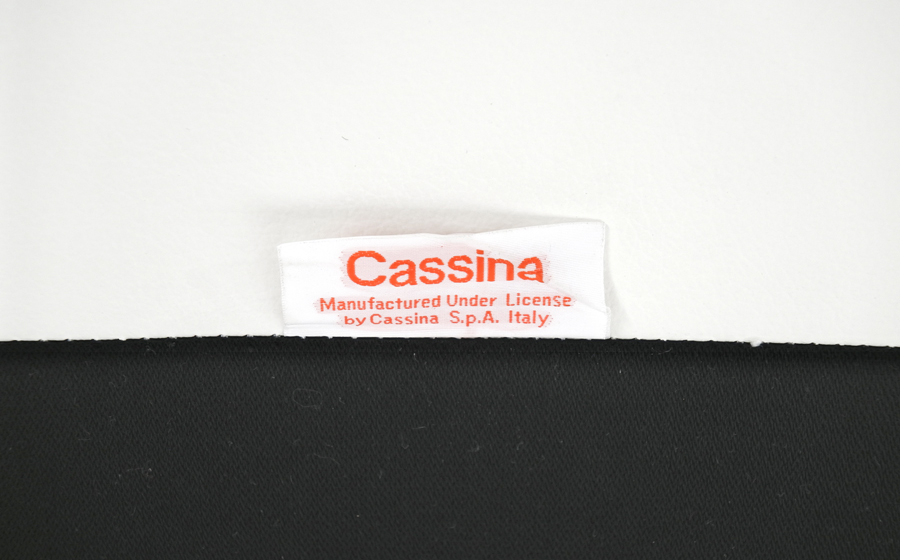 Cassina
Manufactured Under License
by Cassina S.p.A. Italy